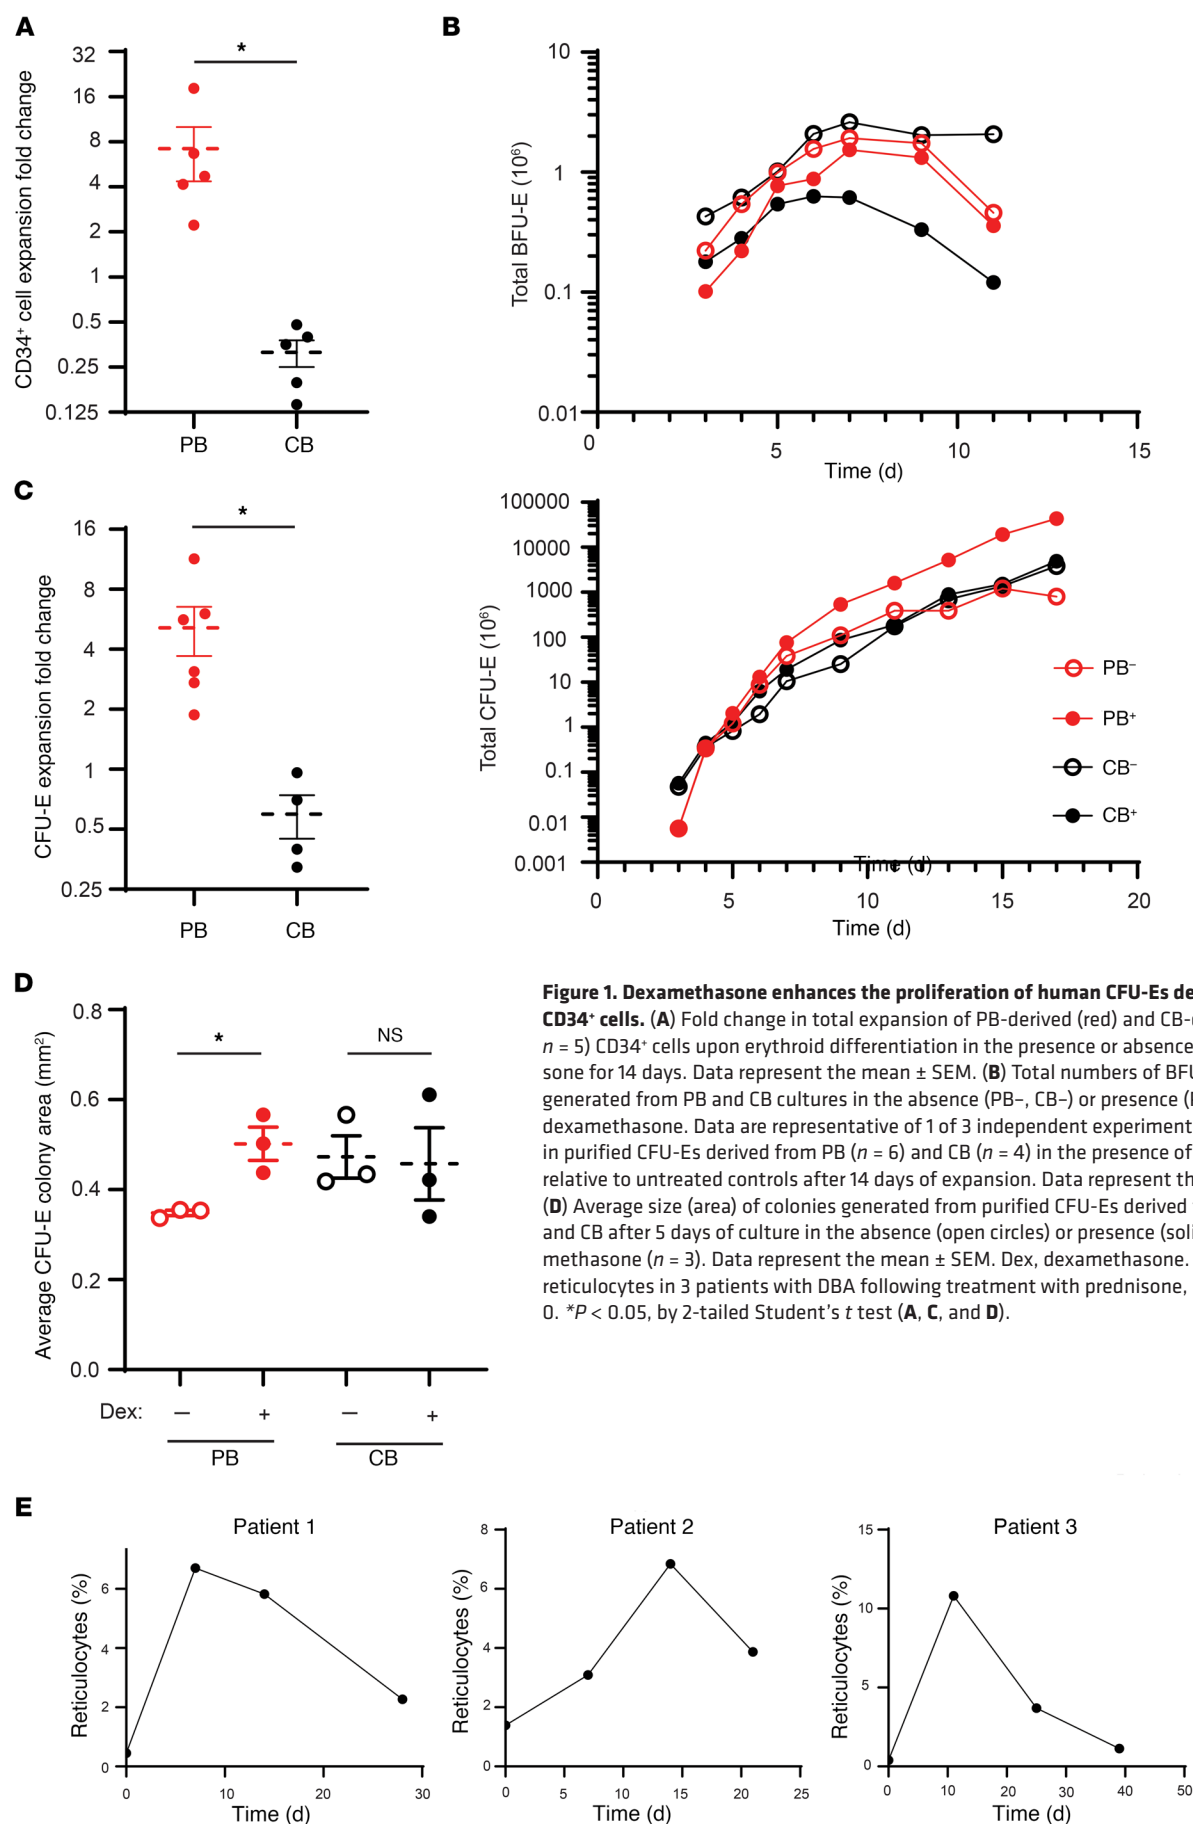 A
CD34+ cell expansion fold change
32
16
8
4
2
1
0.5
0.25
0.125
*
PB
CB
B
Total BFU-E (10⁶)
10
1
0.1
0.01
0
5
10
15
Time (d)
C
CFU-E expansion fold change
16
8
4
2
1
0.5
0.25
*
PB
CB
Total CFU-E (10⁶)
100000
10000
1000
100
10
1
0.1
0.01
0.001
Time (d)
0
5
10
15
20
Time (d)
PB–
PB+
CB–
CB+
D
Average CFU-E colony area (mm²)
0.8
0.6
0.4
0.2
0.0
*
NS
Dex:
–
+
–
+
PB
CB
Figure 1. Dexamethasone enhances the proliferation of human CFU-Es de
CD34+ cells. (A) Fold change in total expansion of PB-derived (red) and CB-
n = 5) CD34+ cells upon erythroid differentiation in the presence or absence
sone for 14 days. Data represent the mean ± SEM. (B) Total numbers of BFU
generated from PB and CB cultures in the absence (PB–, CB–) or presence (
dexamethasone. Data are representative of 1 of 3 independent experiment
in purified CFU-Es derived from PB (n = 6) and CB (n = 4) in the presence of
relative to untreated controls after 14 days of expansion. Data represent th
(D) Average size (area) of colonies generated from purified CFU-Es derived
and CB after 5 days of culture in the absence (open circles) or presence (soli
methasone (n = 3). Data represent the mean ± SEM. Dex, dexamethasone.
reticulocytes in 3 patients with DBA following treatment with prednisone,
0. *P < 0.05, by 2-tailed Student's t test (A, C, and D).
E
Patient 1
Reticulocytes (%)
6
4
2
0
0
10
20
30
Time (d)
Patient 2
Reticulocytes (%)
8
6
4
2
0
0
5
10
15
20
25
Time (d)
Patient 3
Reticulocytes (%)
15
10
5
0
0
10
20
30
40
50
Time (d)